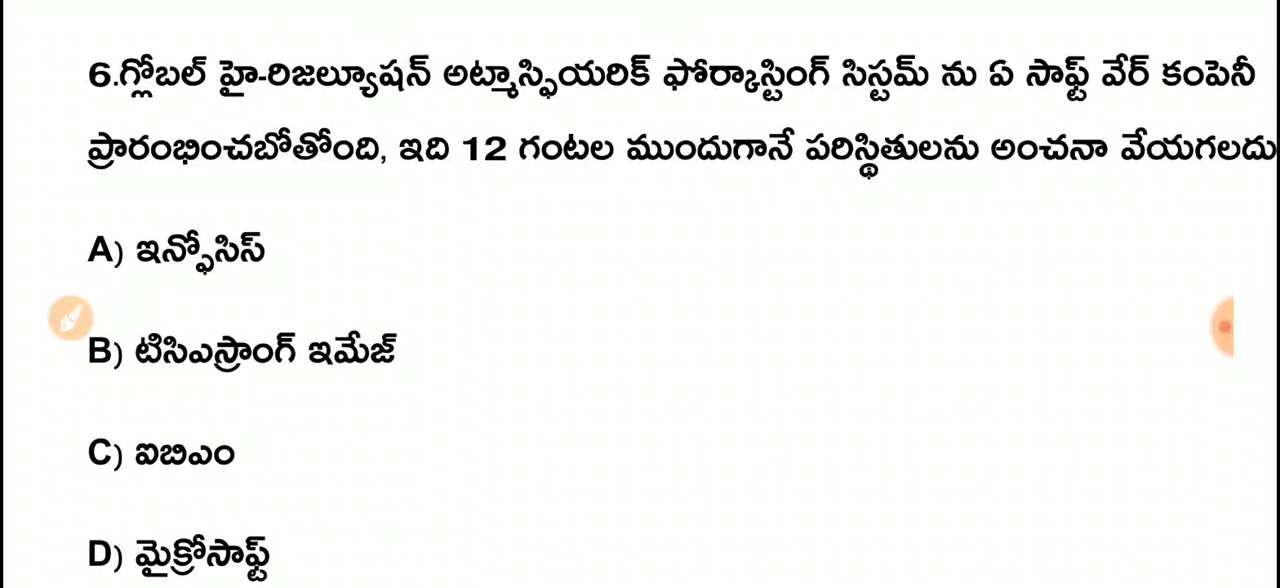 6.గ్లోబల్ హై-రిజల్యూషన్ అట్మాస్ఫియరిక్ ఫోర్కాస్టింగ్ సిస్టమ్ ను ఏ సాఫ్ట్ వేర్ కంపెనీ
ప్రారంభించబోతోంది, ఇది 12 గంటల ముందుగానే పరిస్థితులను అంచనా వేయగలదు
A) ఇన్ఫోసిస్
B) టిసిఎస్రాంగ్ ఇమేజ్
C) ఐబిఎం
D) మైక్రోసాఫ్ట్